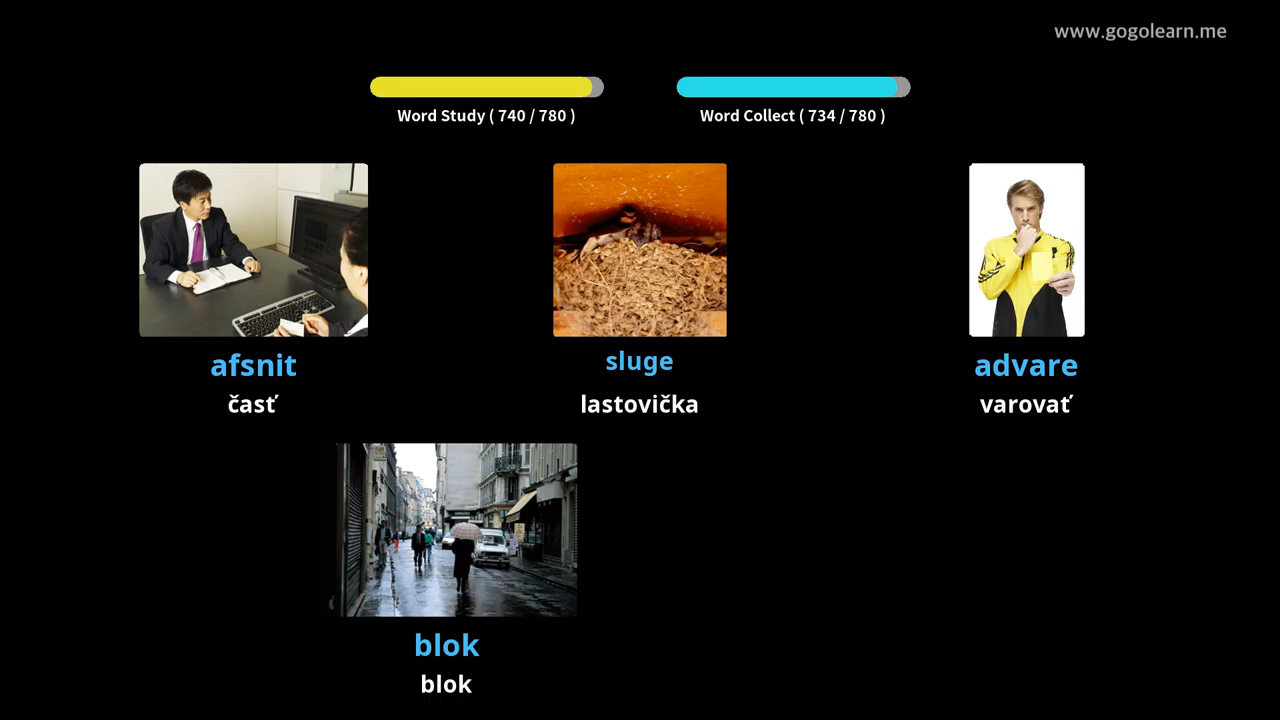 www.gogolearn.me
Word Study ( 740 / 780 )
Word Collect ( 734 / 780 )
afsnit
časť
sluge
lastovička
advare
varovať
blok
blok